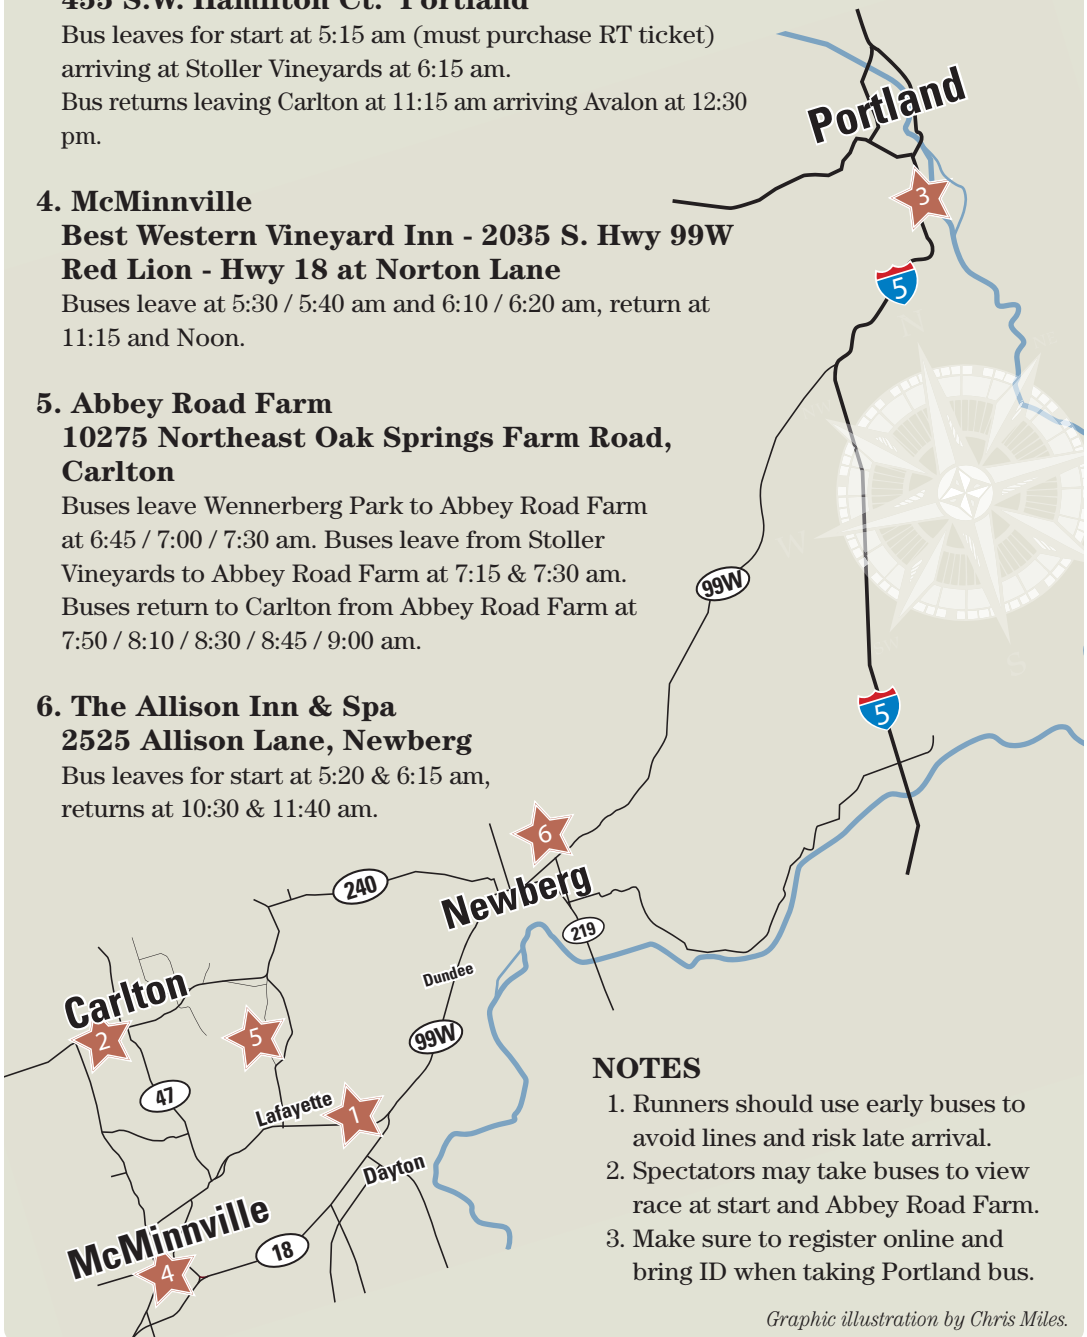 455 S.W. Hamilton Ct. Portland
Bus leaves for start at 5:15 am (must purchase RT ticket)
arriving at Stoller Vineyards at 6:15 am.
Bus returns leaving Carlton at 11:15 am arriving Avalon at 12:30
pm.
4. McMinnville
Best Western Vineyard Inn - 2035 S. Hwy 99W
Red Lion - Hwy 18 at Norton Lane
Buses leave at 5:30 / 5:40 am and 6:10 / 6:20 am, return at
11:15 and Noon.
5. Abbey Road Farm
10275 Northeast Oak Springs Farm Road,
Carlton
Buses leave Wennerberg Park to Abbey Road Farm
at 6:45 / 7:00 / 7:30 am. Buses leave from Stoller
Vineyards to Abbey Road Farm at 7:15 & 7:30 am.
Buses return to Carlton from Abbey Road Farm at
7:50 / 8:10 / 8:30 / 8:45 / 9:00 am.
6. The Allison Inn & Spa
2525 Allison Lane, Newberg
Bus leaves for start at 5:20 & 6:15 am,
returns at 10:30 & 11:40 am.
Portland
3
5
N
W
S
99W
5
6
Newberg
240
219
Dundee
Carlton
2
5
99W
47
Lafayette
1
Dayton
McMinnville
4
18
NOTES
1. Runners should use early buses to
avoid lines and risk late arrival.
2. Spectators may take buses to view
race at start and Abbey Road Farm.
3. Make sure to register online and
bring ID when taking Portland bus.
Graphic illustration by Chris Miles.